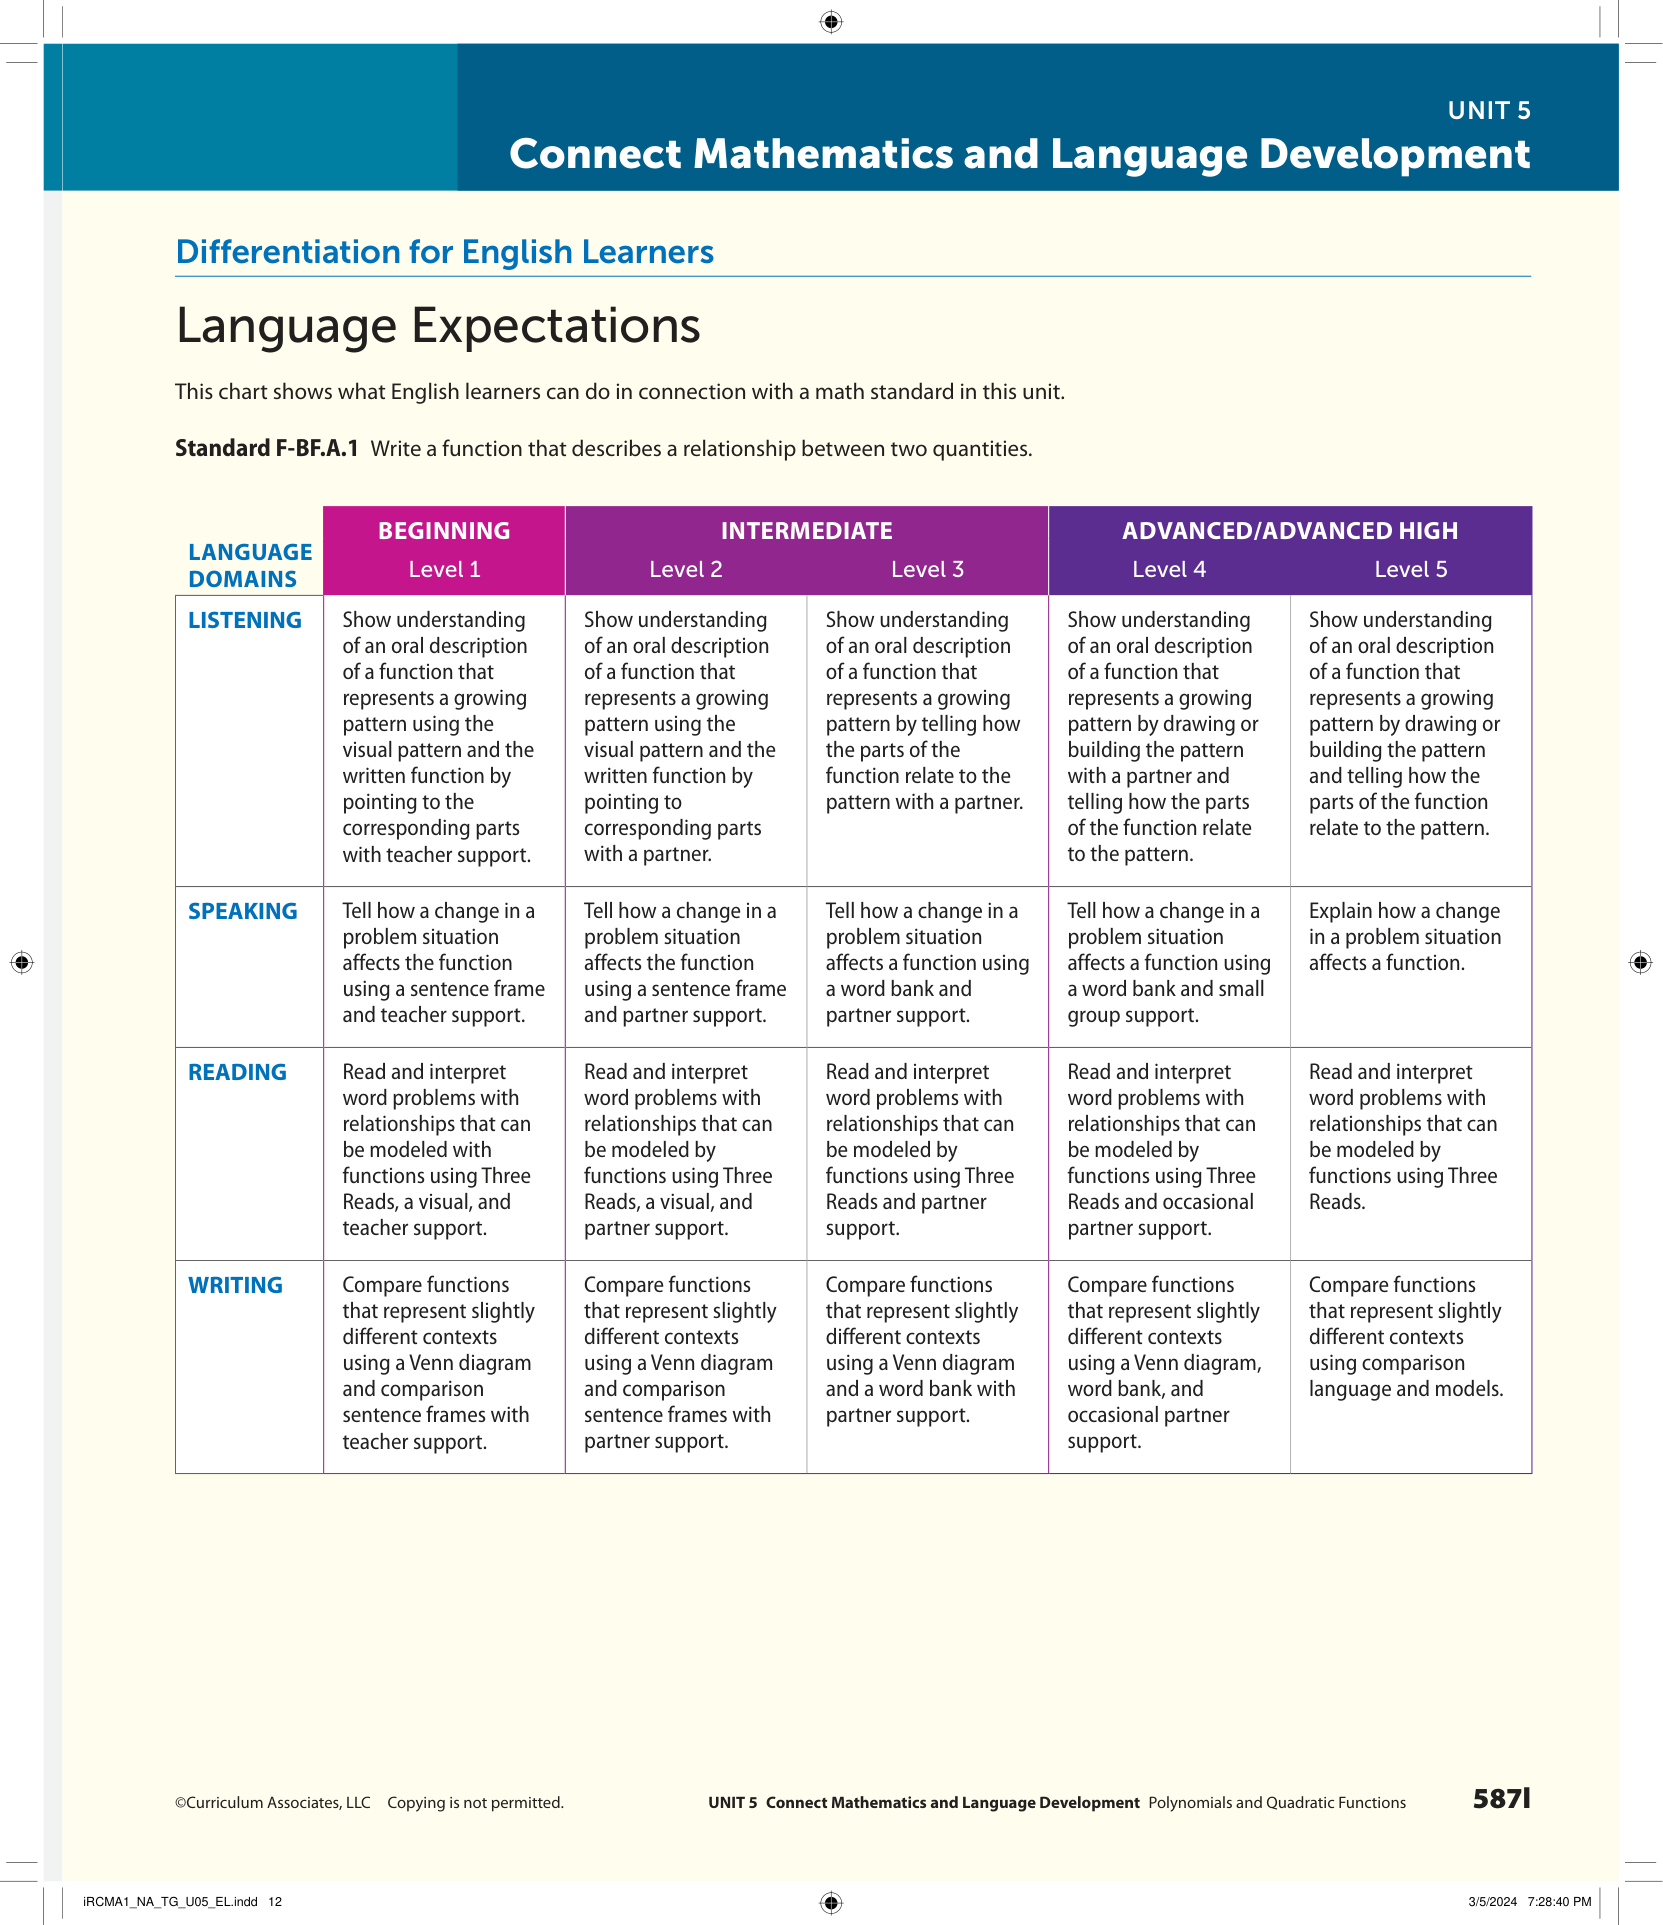 UNIT 5
Connect Mathematics and Language Development
Differentiation for English Learners
Language Expectations
This chart shows what English learners can do in connection with a math standard in this unit.
Standard F-BF.A.1 Write a function that describes a relationship between two quantities.
LANGUAGE
DOMAINS
BEGINNING
Level 1
INTERMEDIATE
Level 2
Level 3
ADVANCED/ADVANCED HIGH
Level 4
Level 5
LISTENING
Show understanding
of an oral description
of a function that
represents a growing
pattern using the
visual pattern and the
written function by
pointing to the
corresponding parts
with teacher support.
Show understanding
of an oral description
of a function that
represents a growing
pattern using the
visual pattern and the
written function by
pointing to
corresponding parts
with a partner.
Show understanding
of an oral description
of a function that
represents a growing
pattern by telling how
the parts of the
function relate to the
pattern with a partner.
Show understanding
of an oral description
of a function that
represents a growing
pattern by drawing or
building the pattern
with a partner and
telling how the parts
of the function relate
to the pattern.
Show understanding
of an oral description
of a function that
represents a growing
pattern by drawing or
building the pattern
and telling how the
parts of the function
relate to the pattern.
SPEAKING
Tell how a change in a
problem situation
affects the function
using a sentence frame
and teacher support.
Tell how a change in a
problem situation
affects the function
using a sentence frame
and partner support.
Tell how a change in a
problem situation
affects a function using
a word bank and
partner support.
Tell how a change in a
problem situation
affects a function using
a word bank and small
group support.
Explain how a change
in a problem situation
affects a function.
READING
Read and interpret
word problems with
relationships that can
be modeled with
functions using Three
Reads, a visual, and
teacher support.
Read and interpret
word problems with
relationships that can
be modeled by
functions using Three
Reads, a visual, and
partner support.
Read and interpret
word problems with
relationships that can
be modeled by
functions using Three
Reads and partner
support.
Read and interpret
word problems with
relationships that can
be modeled by
functions using Three
Reads and occasional
partner support.
Read and interpret
word problems with
relationships that can
be modeled by
functions using Three
Reads.
WRITING
Compare functions
that represent slightly
different contexts
using a Venn diagram
and comparison
sentence frames with
teacher support.
Compare functions
that represent slightly
different contexts
using a Venn diagram
and comparison
sentence frames with
partner support.
Compare functions
that represent slightly
different contexts
using a Venn diagram
and a word bank with
partner support.
Compare functions
that represent slightly
different contexts
using a Venn diagram,
word bank, and
occasional partner
support.
Compare functions
that represent slightly
different contexts
using comparison
language and models.
©Curriculum Associates, LLC Copying is not permitted.
UNIT 5 Connect Mathematics and Language Development Polynomials and Quadratic Functions
587l
iRCMA1_NA_TG_U05_EL.indd 12
3/5/2024 7:28:40 PM